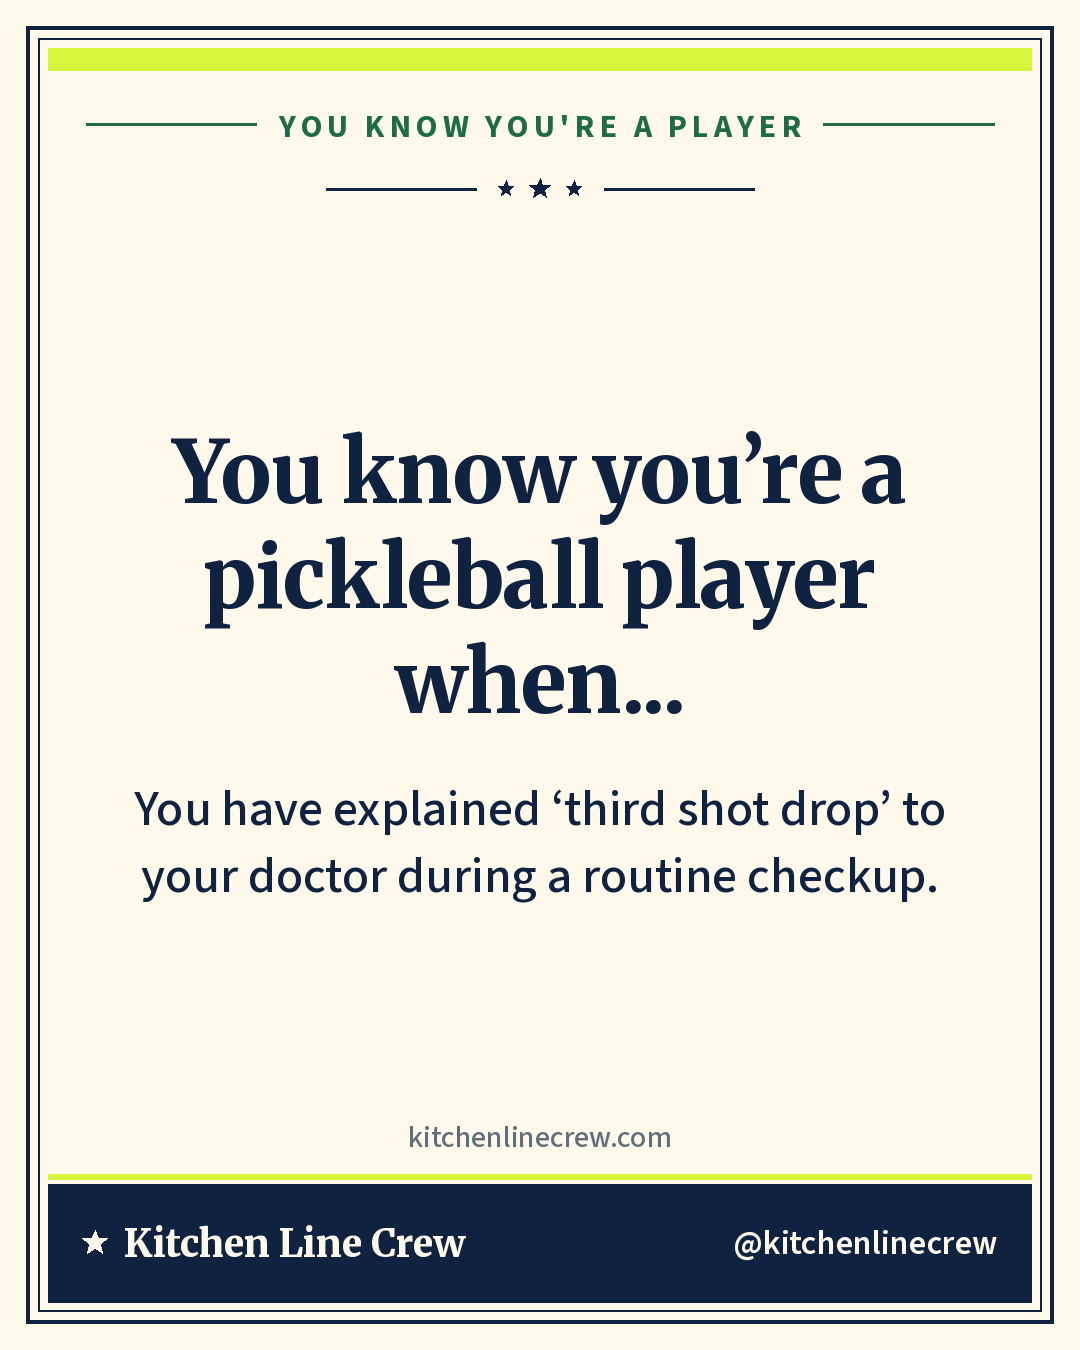 YOU KNOW YOU'RE A PLAYER
You know you’re a
pickleball player
when...
You have explained ‘third shot drop’ to
your doctor during a routine checkup.
kitchenlinecrew.com
Kitchen Line Crew
@kitchenlinecrew